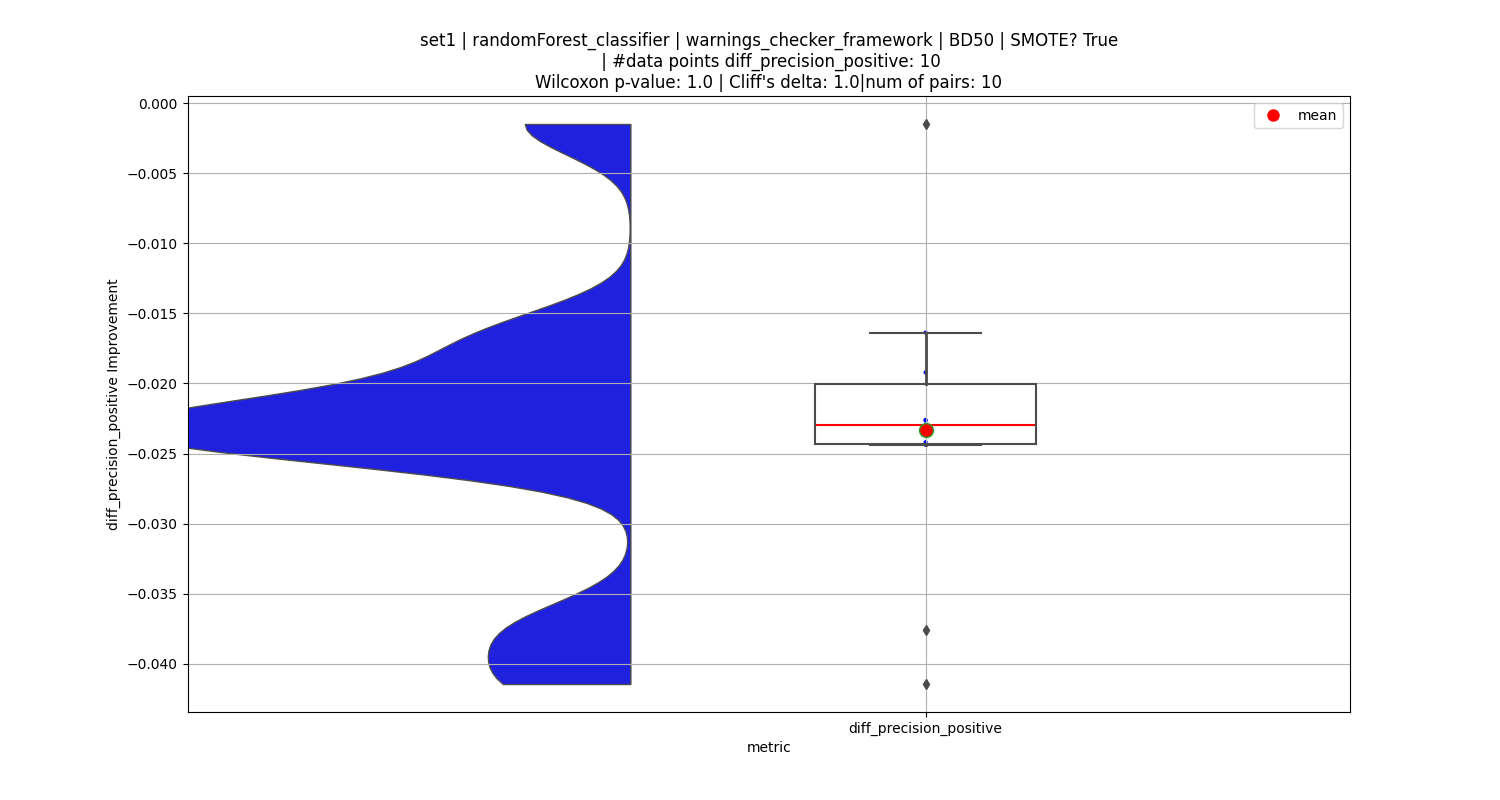 set1 | randomForest_classifier | warnings_checker_framework | BD50 | SMOTE? True
| #data points diff_precision_positive: 10
Wilcoxon p-value: 1.0 | Cliff's delta: 1.0|num of pairs: 10
mean
0.000
−0.005
−0.010
−0.015
−0.020
−0.025
−0.030
−0.035
−0.040
diff_precision_positive Improvement
diff_precision_positive
metric